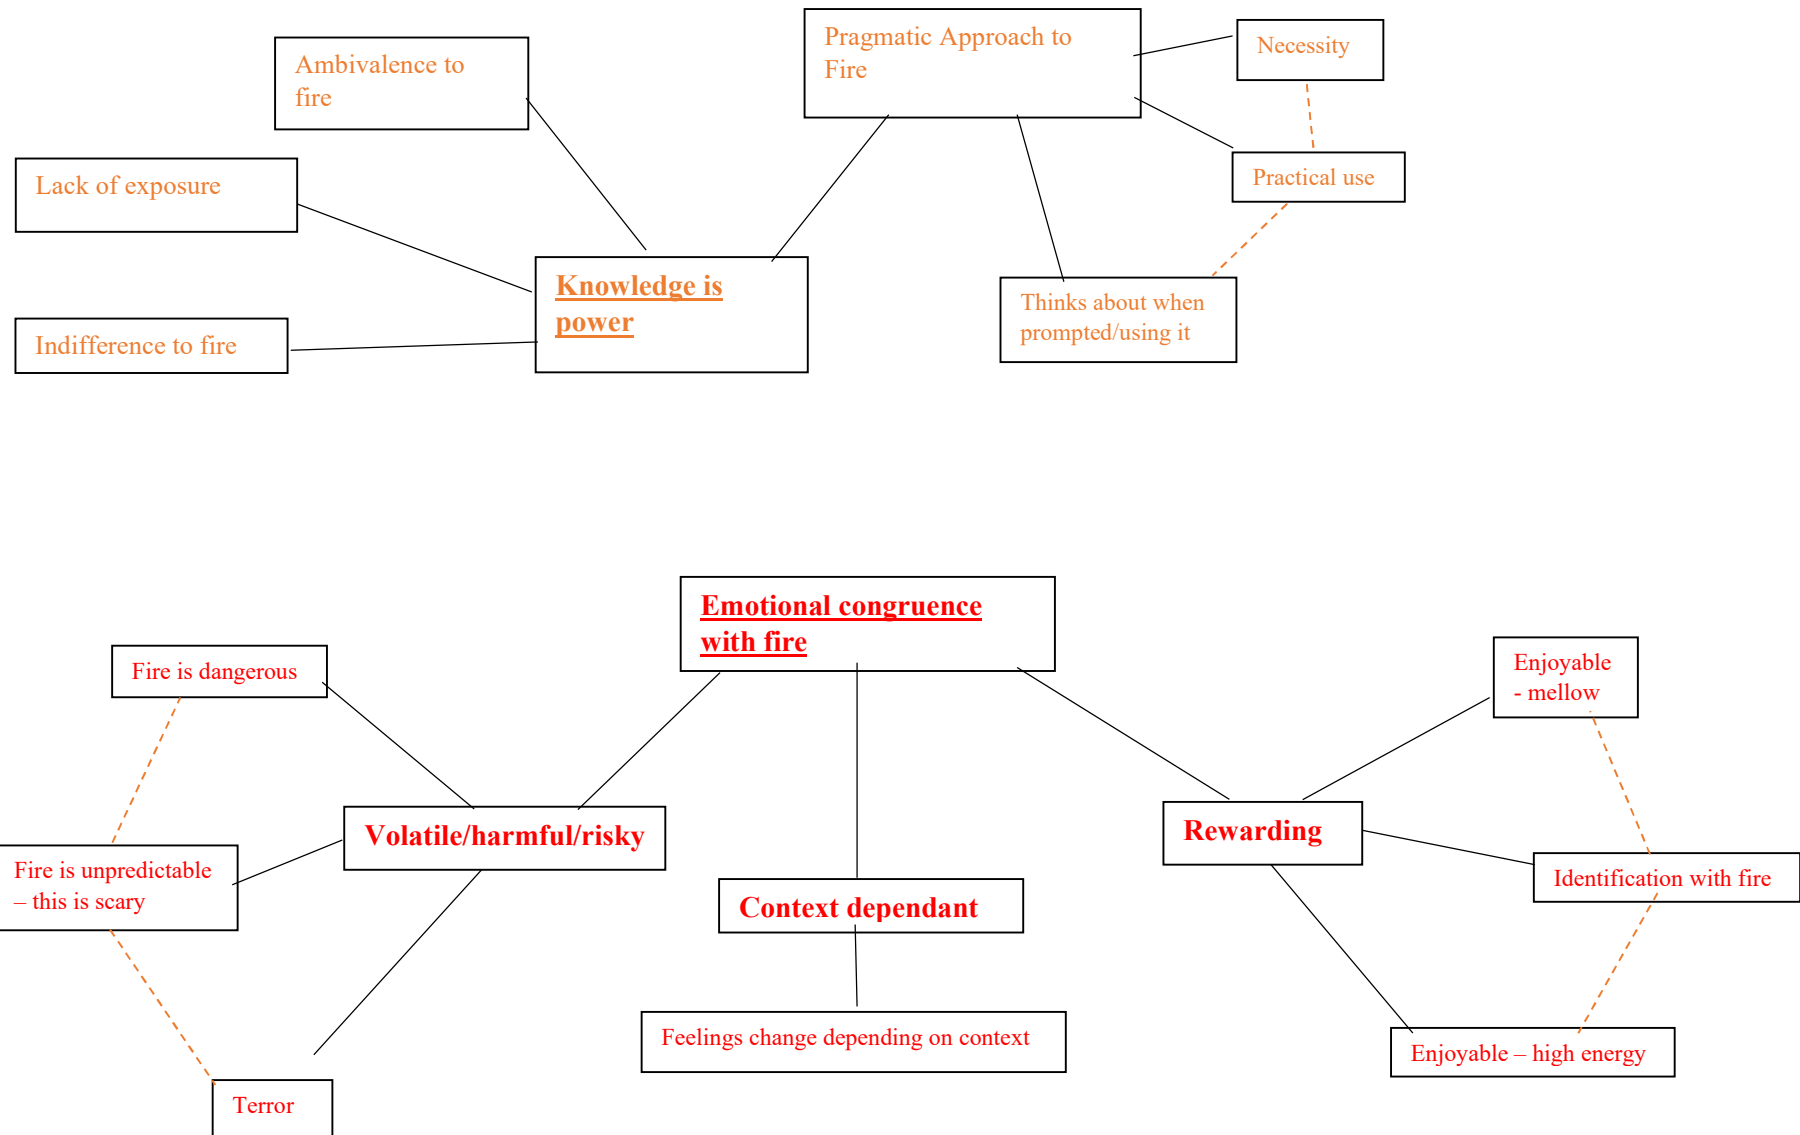 Pragmatic Approach to
Fire
Necessity
Ambivalence to
fire
Lack of exposure
Practical use
Knowledge is
power
Thinks about when
prompted/using it
Indifference to fire
Emotional congruence
with fire
Fire is dangerous
Enjoyable
- mellow
Volatile/harmful/risky
Rewarding
Fire is unpredictable
– this is scary
Context dependant
Identification with fire
Feelings change depending on context
Enjoyable – high energy
Terror